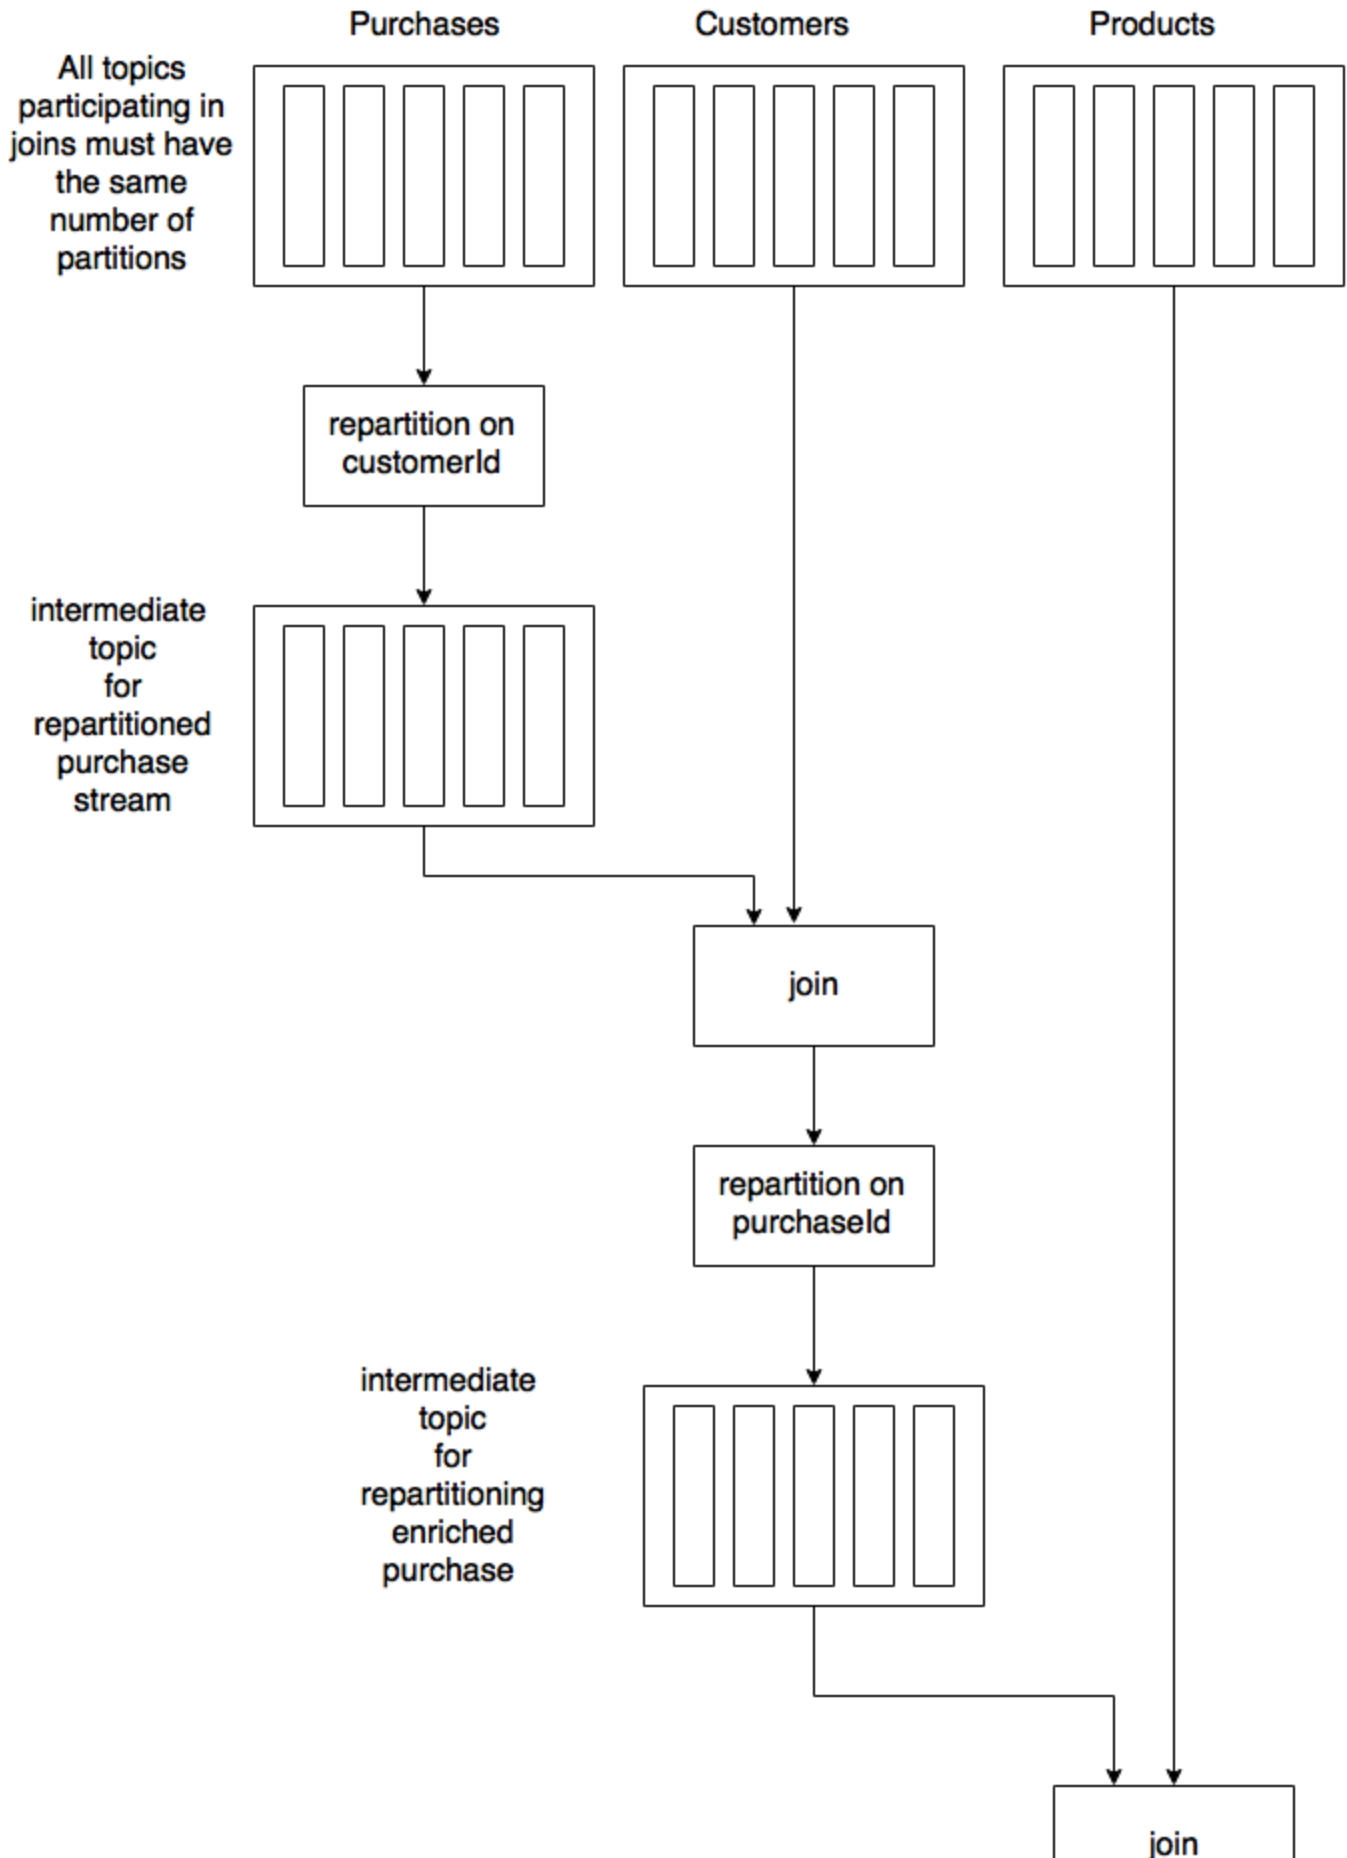 Purchases
Customers
Products
All topics
participating in
joins must have
the same
number of
partitions
repartition on
customerId
intermediate
topic
for
repartitioned
purchase
stream
join
repartition on
purchaseId
intermediate
topic
for
repartitioning
enriched
purchase
join